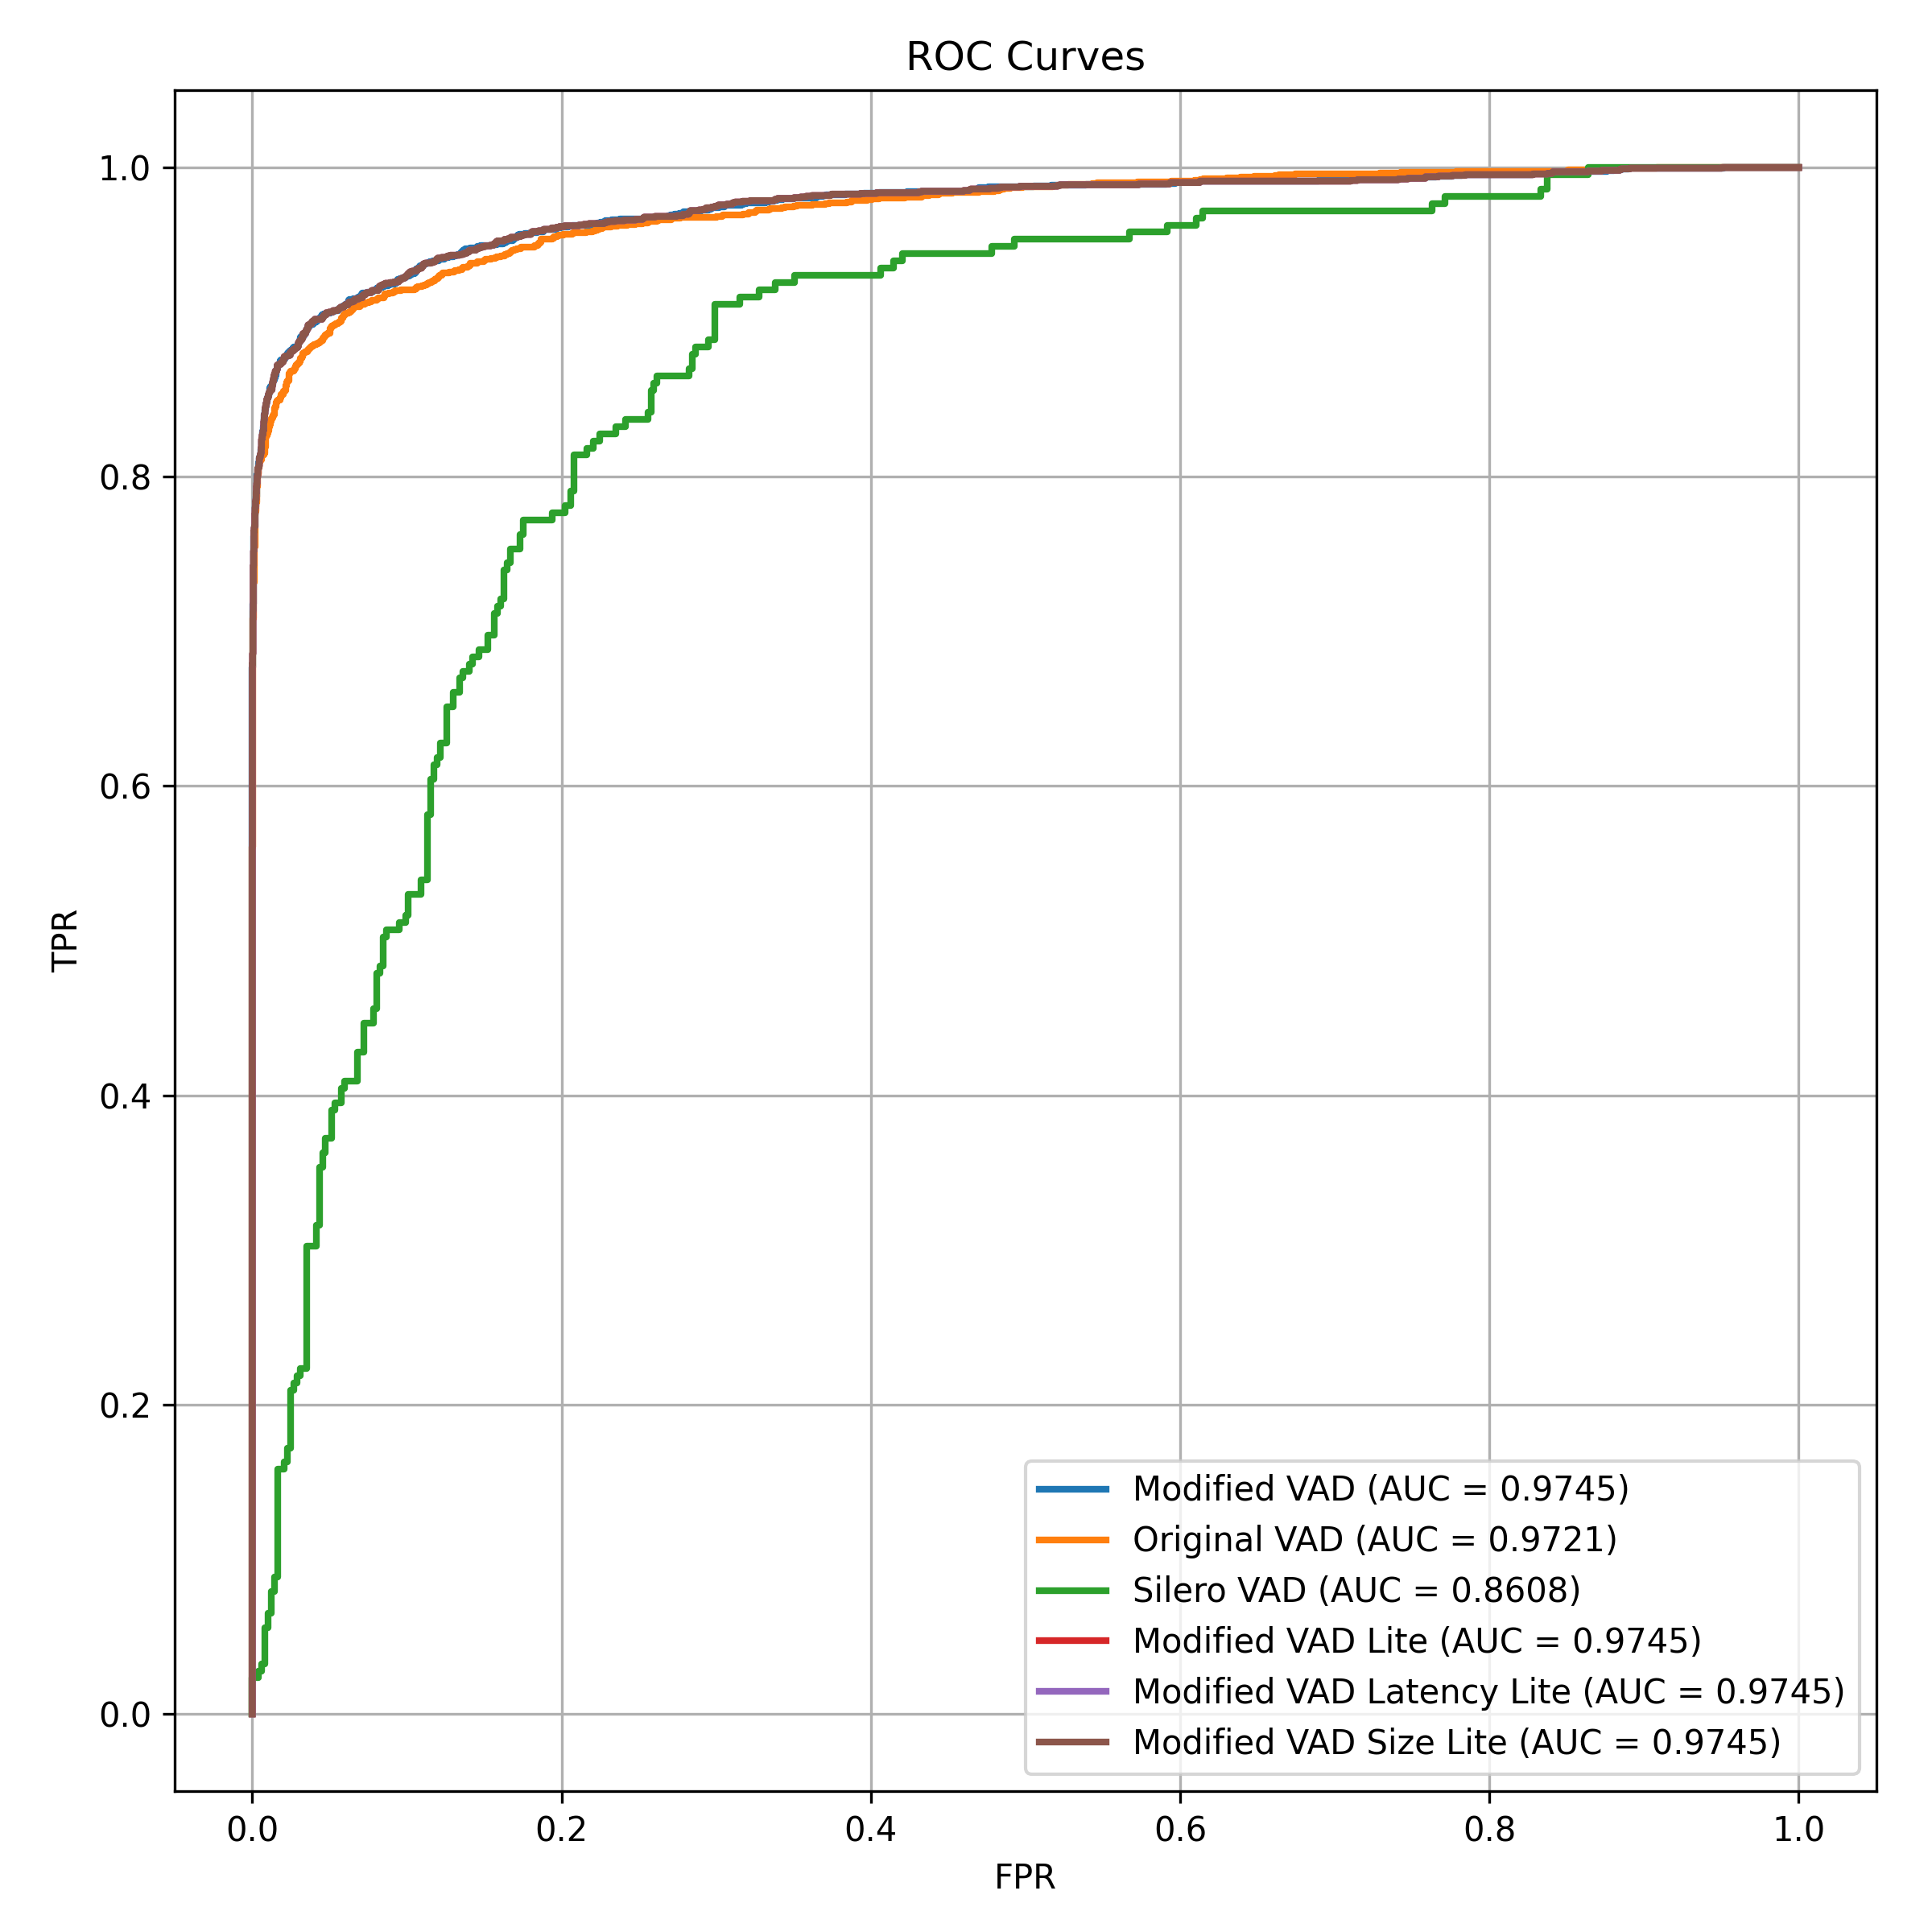 ROC Curves
1.0
0.8
0.6
0.4
0.2
0.0
TPR
Modified VAD (AUC = 0.9745)
Original VAD (AUC = 0.9721)
Silero VAD (AUC = 0.8608)
Modified VAD Lite (AUC = 0.9745)
Modified VAD Latency Lite (AUC = 0.9745)
Modified VAD Size Lite (AUC = 0.9745)
0.0 0.2 0.4 0.6 0.8 1.0
FPR